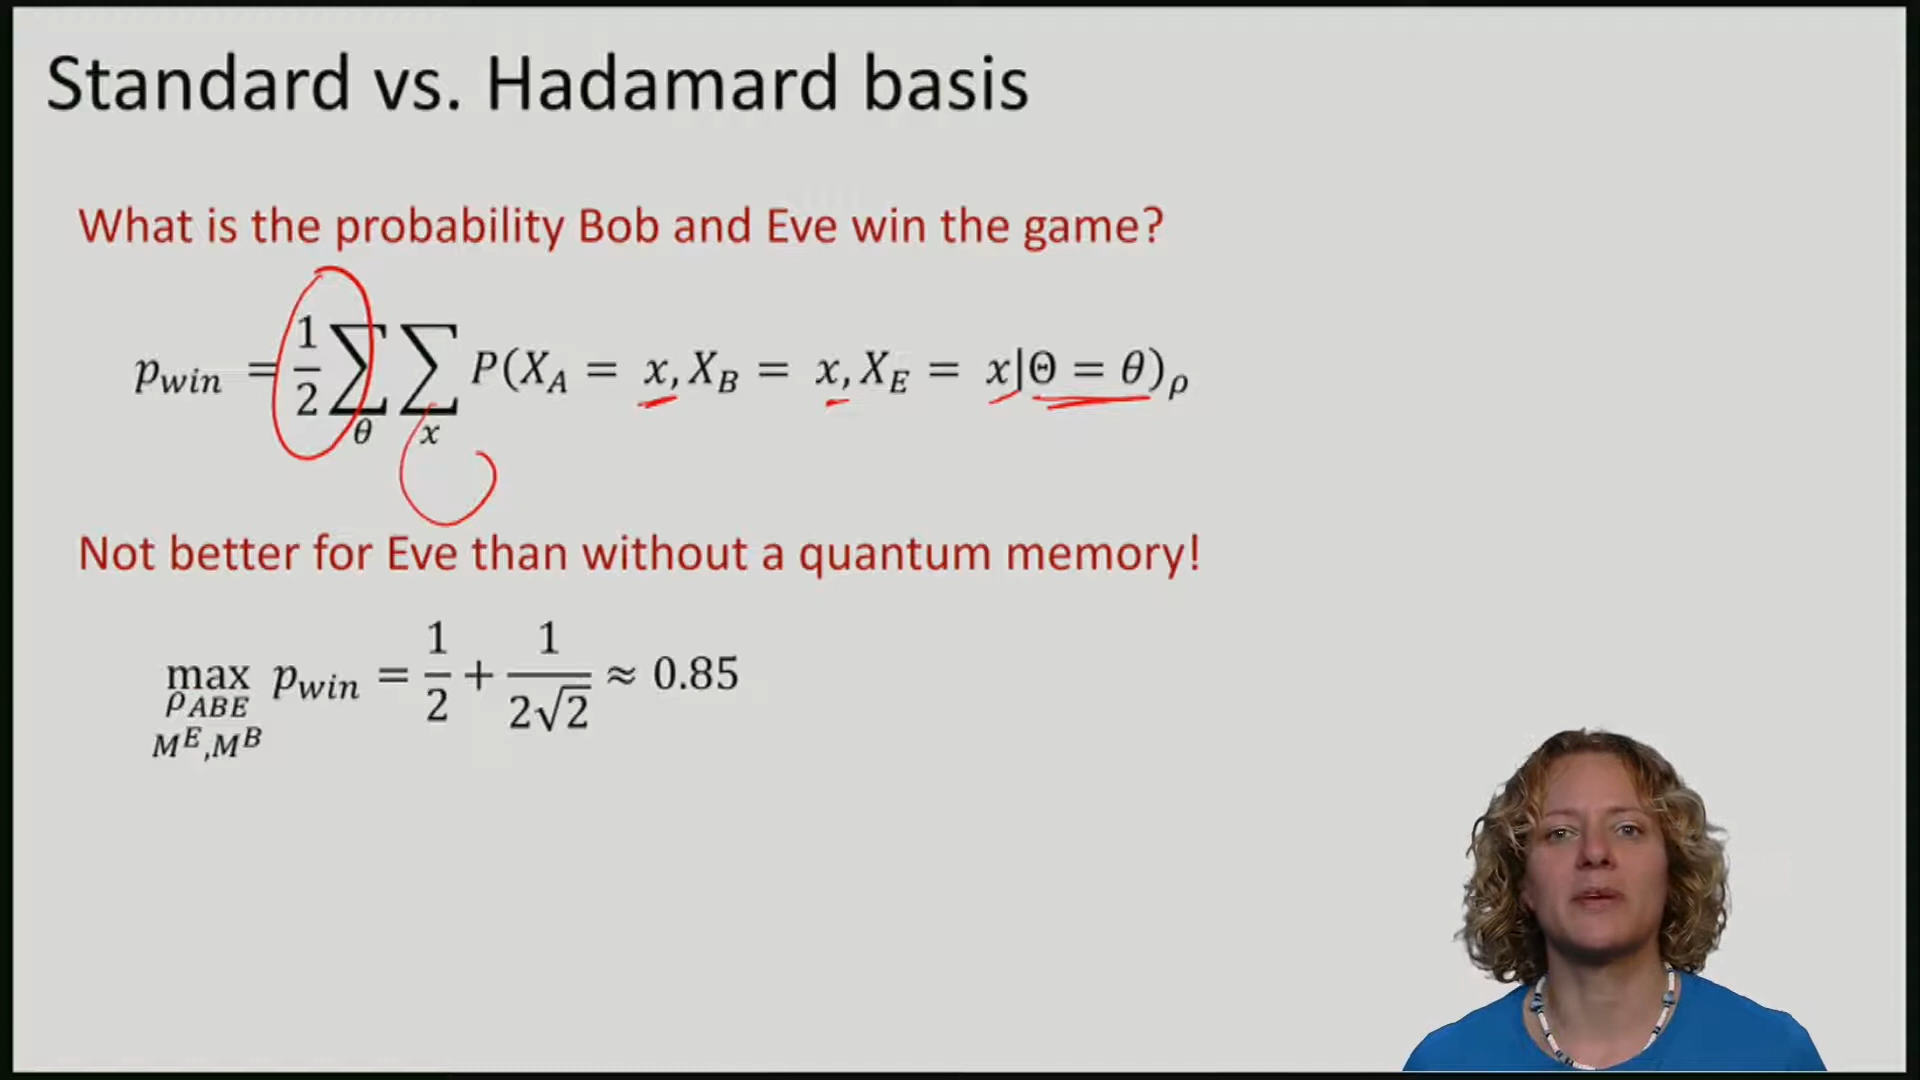 Standard vs. Hadamard basis
What is the probability Bob and Eve win the game?
p_win = 1/2 ∑_θ ∑_x P(X_A = x, X_B = x, X_E = x|Θ = θ)_ρ
Not better for Eve than without a quantum memory!
max_{ρ_ABE M^E,M^B} p_win = 1/2 + 1/(2√2) ≈ 0.85